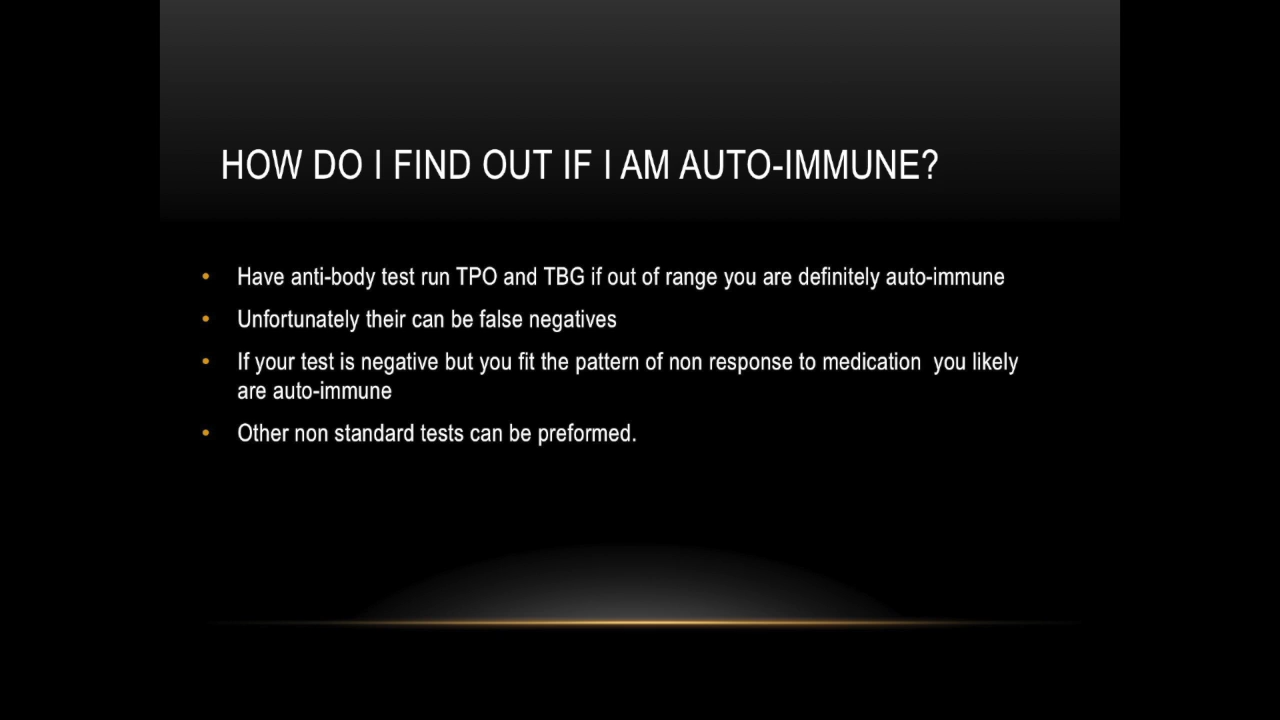 HOW DO I FIND OUT IF I AM AUTO-IMMUNE?
• Have anti-body test run TPO and TBG if out of range you are definitely auto-immune
• Unfortunately their can be false negatives
• If your test is negative but you fit the pattern of non response to medication  you likely
are auto-immune
• Other non standard tests can be preformed.